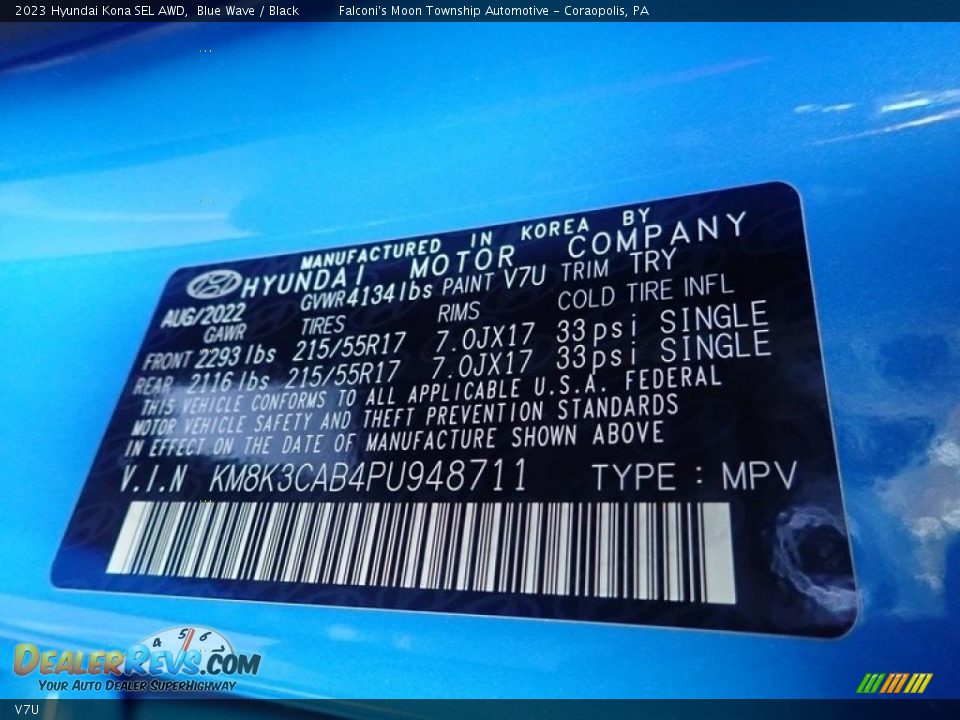 2023 Hyundai Kona SEL AWD, Blue Wave / Black Falconi's Moon Township Automotive - Coraopolis, PA
MANUFACTURED IN KOREA BY
HYUNDAI MOTOR COMPANY
AUG/2022 GVWR 4134 lbs PAINT V7U TRIM TRY
GAWR TIRES RIMS COLD TIRE INFL
FRONT 2293 lbs 215/55R17 7.0JX17 33psi SINGLE
REAR 2116 lbs 215/55R17 7.0JX17 33psi SINGLE
THIS VEHICLE CONFORMS TO ALL APPLICABLE U.S.A. FEDERAL
MOTOR VEHICLE SAFETY AND THEFT PREVENTION STANDARDS
IN EFFECT ON THE DATE OF MANUFACTURE SHOWN ABOVE
V.I.N KM8K3CAB4PU948711 TYPE : MPV
4 5 6
DealerRevs.com
Your Auto Dealer SuperHighway
V7U